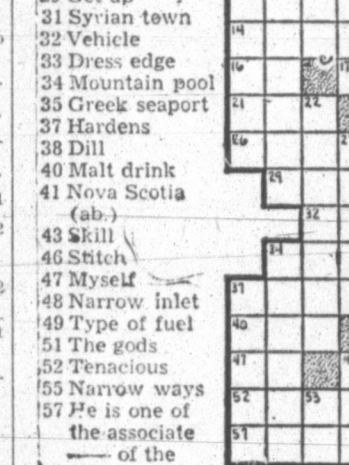 31 Syrian town
32 Vehicle
33 Dress edge
34 Mountain pool
35 Greek seaport
37 Hardens
38 Dill
40 Malt drink
41 Nova Scotia
(ab.)
43 Skill
46 Stitch
47 Myself
48 Narrow inlet
49 Type of fuel
51 The gods
52 Tenacious
55 Narrow ways
57 He is one of
the associate
—— of the
14
16
21 22
26
29
32
34
37
40
47
52 53
57